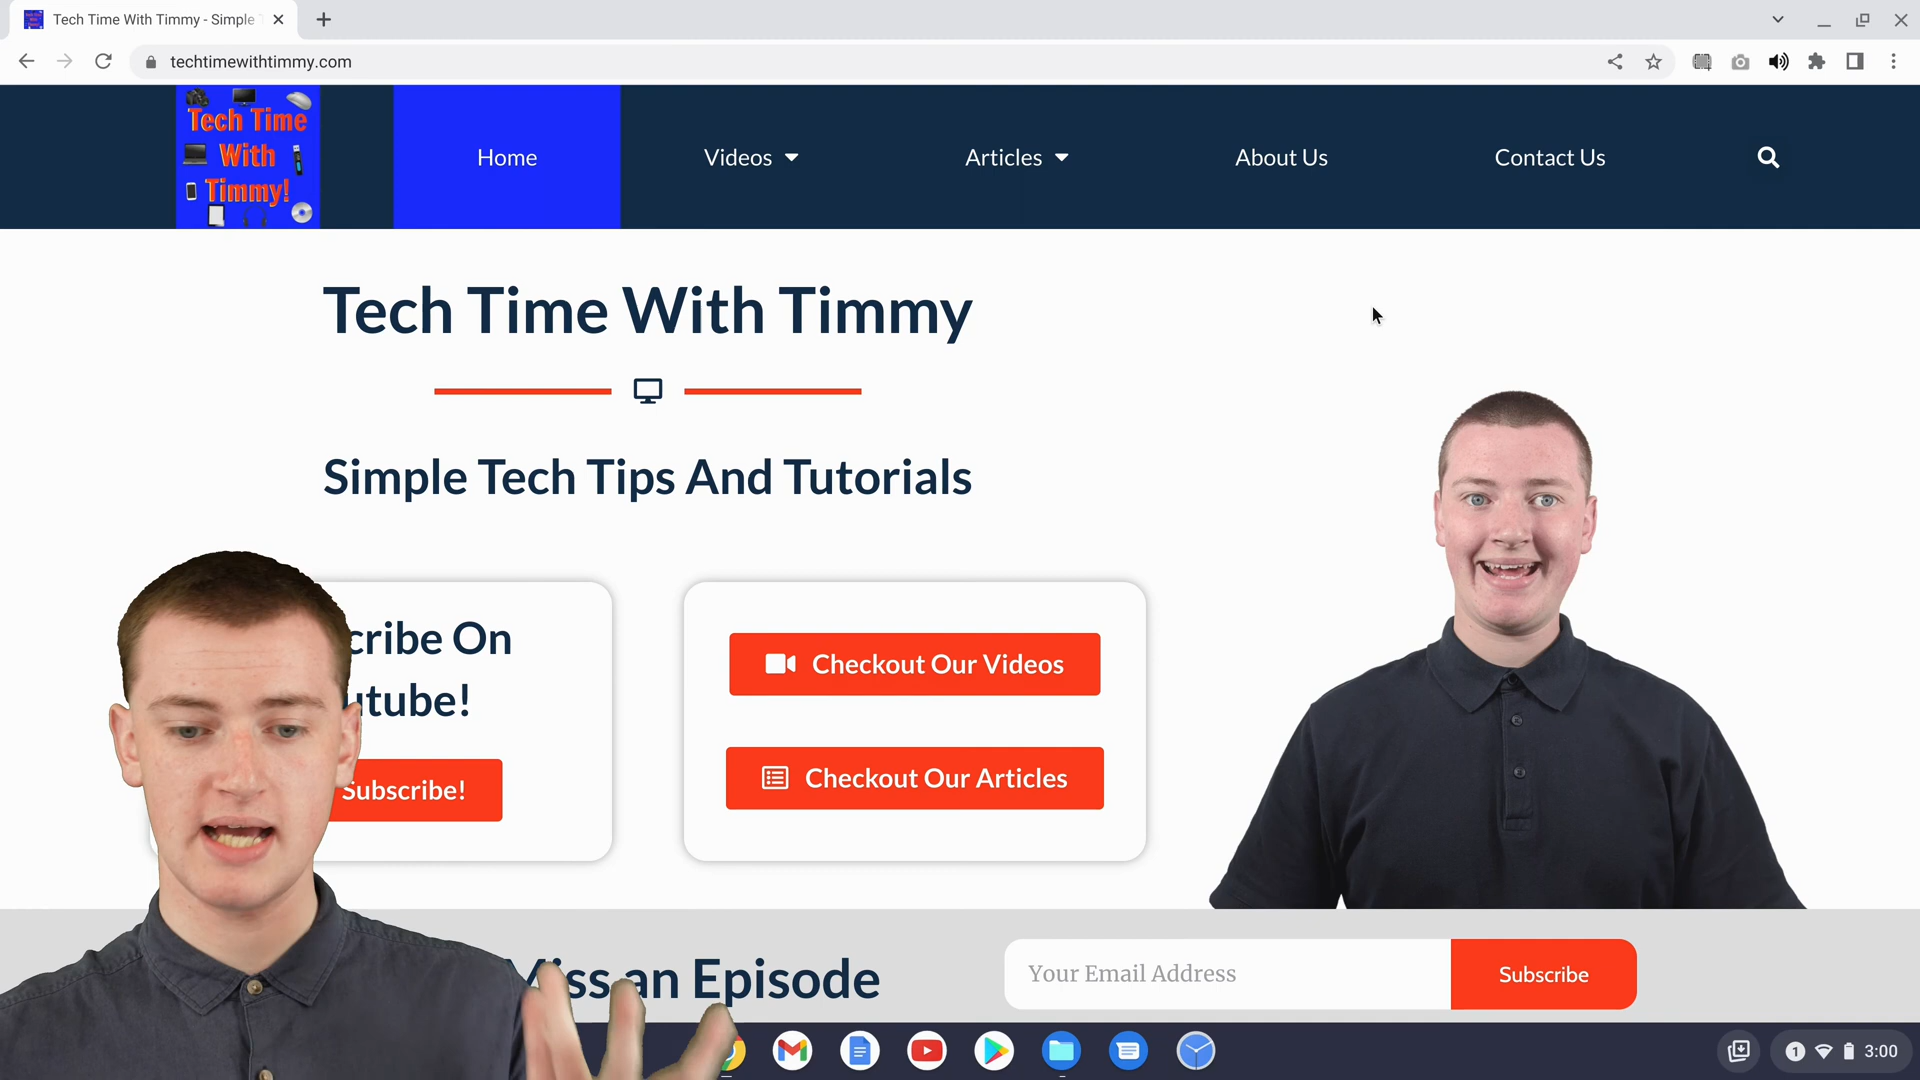 Tech Time With Timmy - Simple
techtimewithtimmy.com
Tech Time
With
Timmy!
Home
Videos
Articles
About Us
Contact Us
Tech Time With Timmy
Simple Tech Tips And Tutorials
cribe On
utube!
Subscribe!
Checkout Our Videos
Checkout Our Articles
Miss an Episode
Your Email Address
Subscribe
1
3:00